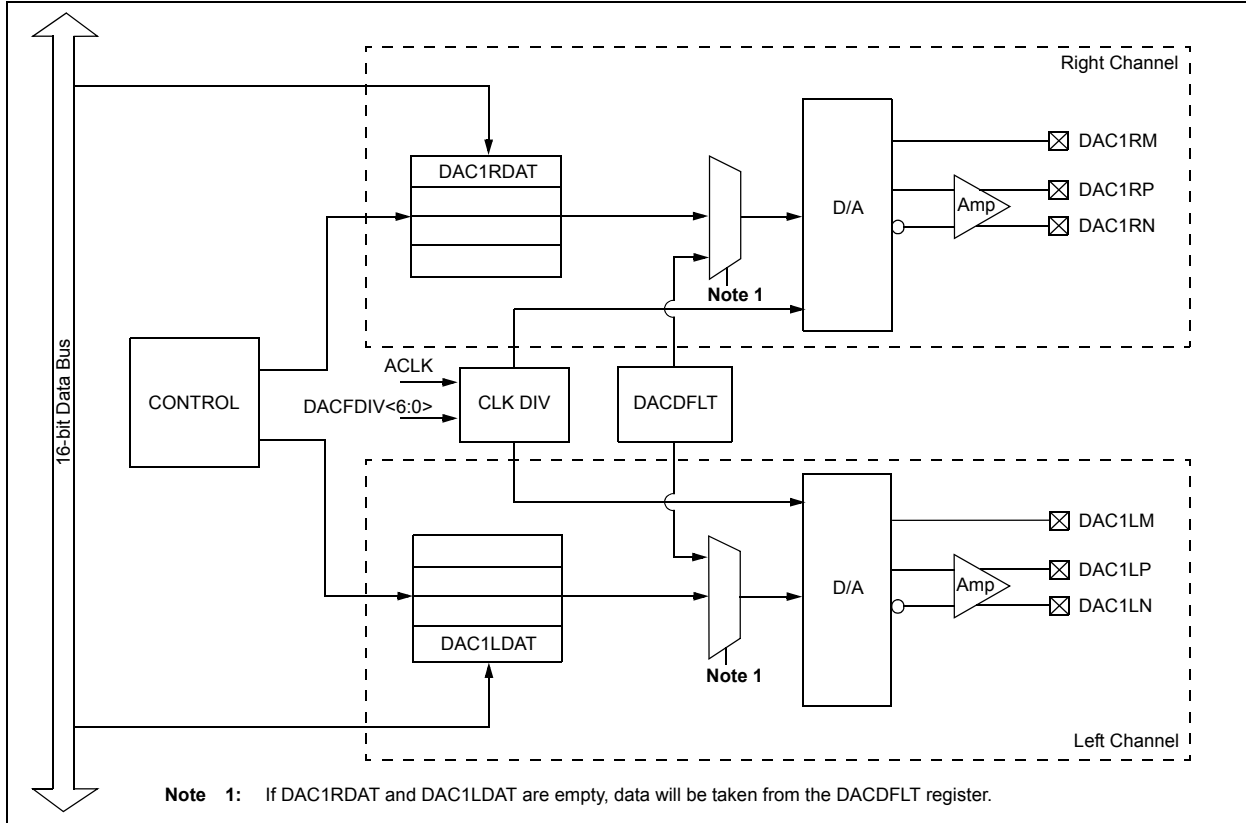 Right Channel
DAC1RDAT
DAC1RM
DAC1RP
DAC1RN
D/A
Amp
Note 1
16-bit Data Bus
CONTROL
ACLK
DACFDIV<6:0>
CLK DIV
DACDFLT
DAC1LM
DAC1LP
DAC1LN
D/A
Amp
DAC1LDAT
Note 1
Left Channel
Note 1: If DAC1RDAT and DAC1LDAT are empty, data will be taken from the DACDFLT register.